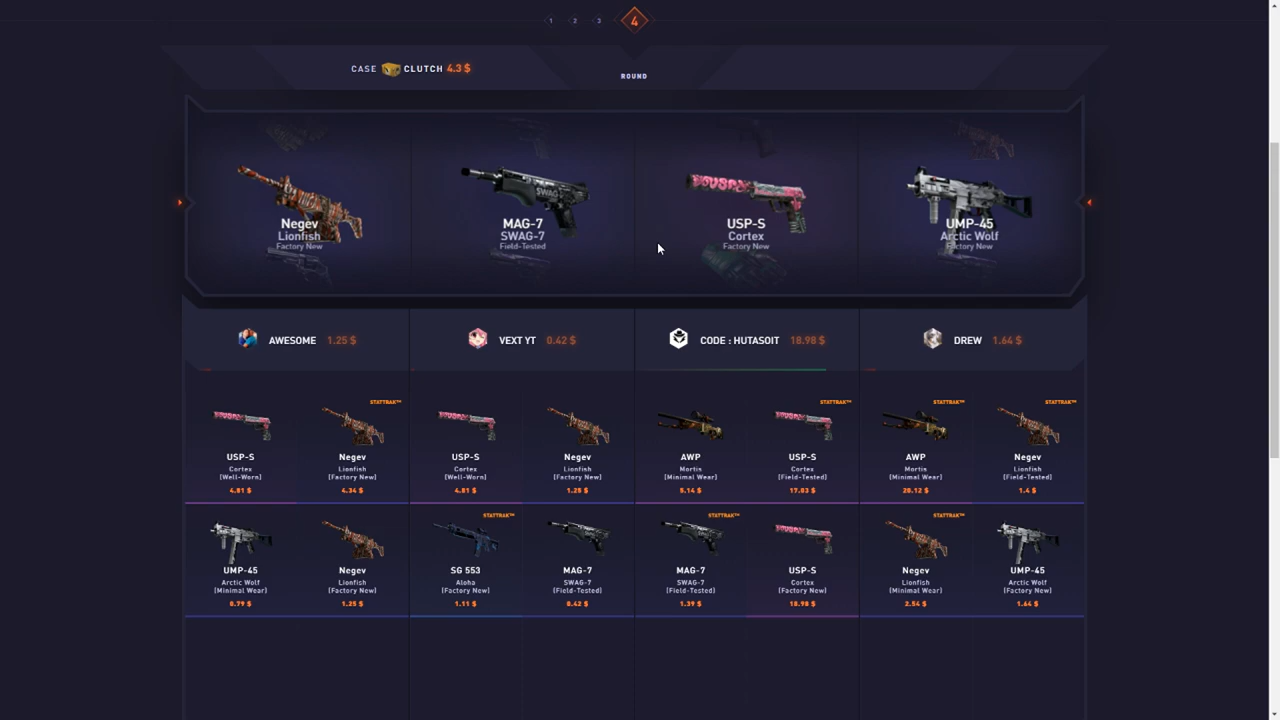 1 2 3 4
CASE CLUTCH 4.3 $
ROUND
Negev
Lionfish
Factory New
MAG-7
SWAG-7
Field-Tested
USP-S
Cortex
Factory New
UMP-45
Arctic Wolf
Factory New
AWESOME 1.25 $
VEXT YT 0.42 $
CODE : HUTASOIT 18.98 $
DREW 1.64 $
USP-S
Cortex
[Well-Worn]
4.81 $
STATTRAK™
Negev
Lionfish
[Factory New]
4.34 $
USP-S
Cortex
[Well-Worn]
4.81 $
Negev
Lionfish
[Factory New]
1.25 $
AWP
Mortis
[Minimal Wear]
5.14 $
STATTRAK™
USP-S
Cortex
[Field-Tested]
17.83 $
STATTRAK™
AWP
Mortis
[Minimal Wear]
20.12 $
STATTRAK™
Negev
Lionfish
[Field-Tested]
1.4 $
UMP-45
Arctic Wolf
[Minimal Wear]
0.79 $
Negev
Lionfish
[Factory New]
1.25 $
STATTRAK™
SG 553
Aloha
[Factory New]
1.11 $
MAG-7
SWAG-7
[Field-Tested]
0.42 $
STATTRAK™
MAG-7
SWAG-7
[Field-Tested]
1.39 $
USP-S
Cortex
[Factory New]
18.98 $
STATTRAK™
Negev
Lionfish
[Minimal Wear]
2.54 $
UMP-45
Arctic Wolf
[Factory New]
1.64 $